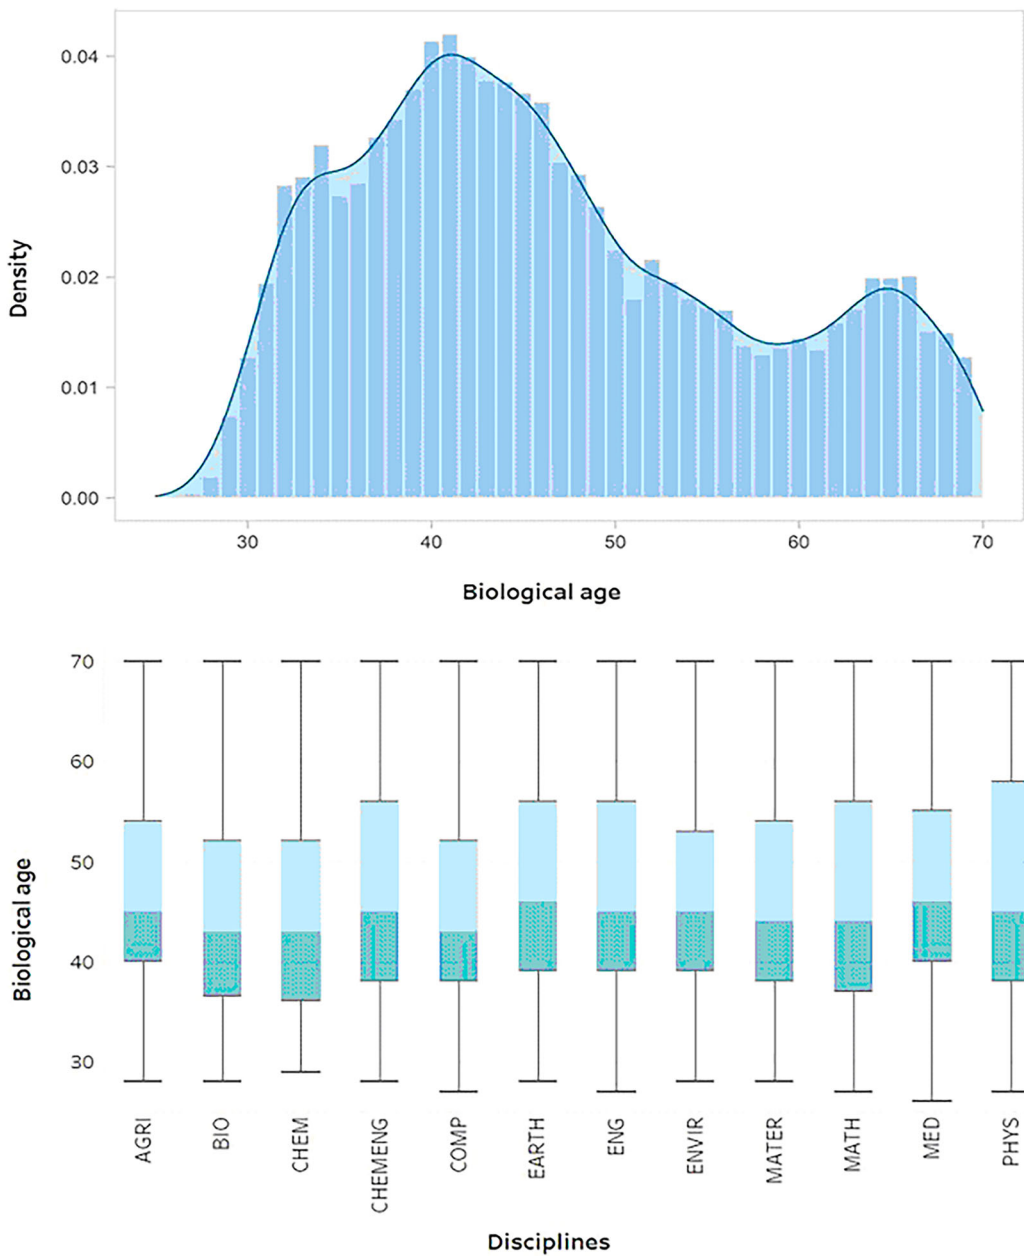 0.04
0.03
0.02
0.01
0.00
Density
30 40 50 60 70
Biological age
70
60
50
40
30
Biological age
AGRI BIO CHEM CHEMENG COMP EARTH ENG ENVIR MATER MATH MED PHYS
Disciplines